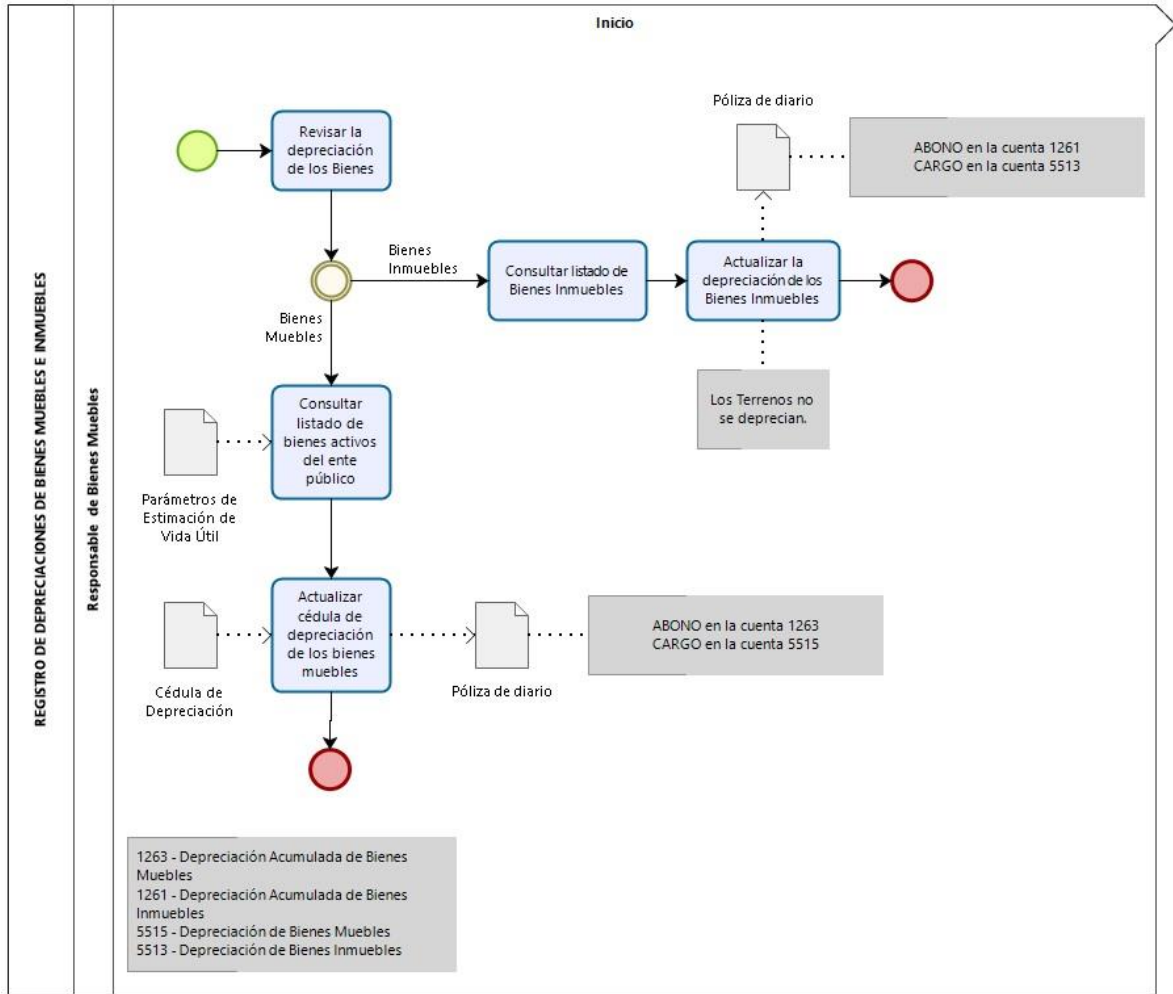 Inicio
REGISTRO DE DEPRECIACIONES DE BIENES MUEBLES E INMUEBLES
Responsable de Bienes Muebles
Revisar la
depreciación
de los Bienes
Póliza de diario
ABONO en la cuenta 1261
CARGO en la cuenta 5513
Bienes
Inmuebles
Consultar listado de
Bienes Inmuebles
Actualizar la
depreciación de los
Bienes Inmuebles
Bienes
Muebles
Los Terrenos no
se deprecian.
Consultar
listado de
bienes activos
del ente
público
Parámetros de
Estimación de
Vida Útil
Actualizar
cédula de
depreciación
de los bienes
muebles
Cédula de
Depreciación
Póliza de diario
ABONO en la cuenta 1263
CARGO en la cuenta 5515
1263 - Depreciación Acumulada de Bienes
Muebles
1261 - Depreciación Acumulada de Bienes
Inmuebles
5515 - Depreciación de Bienes Muebles
5513 - Depreciación de Bienes Inmuebles